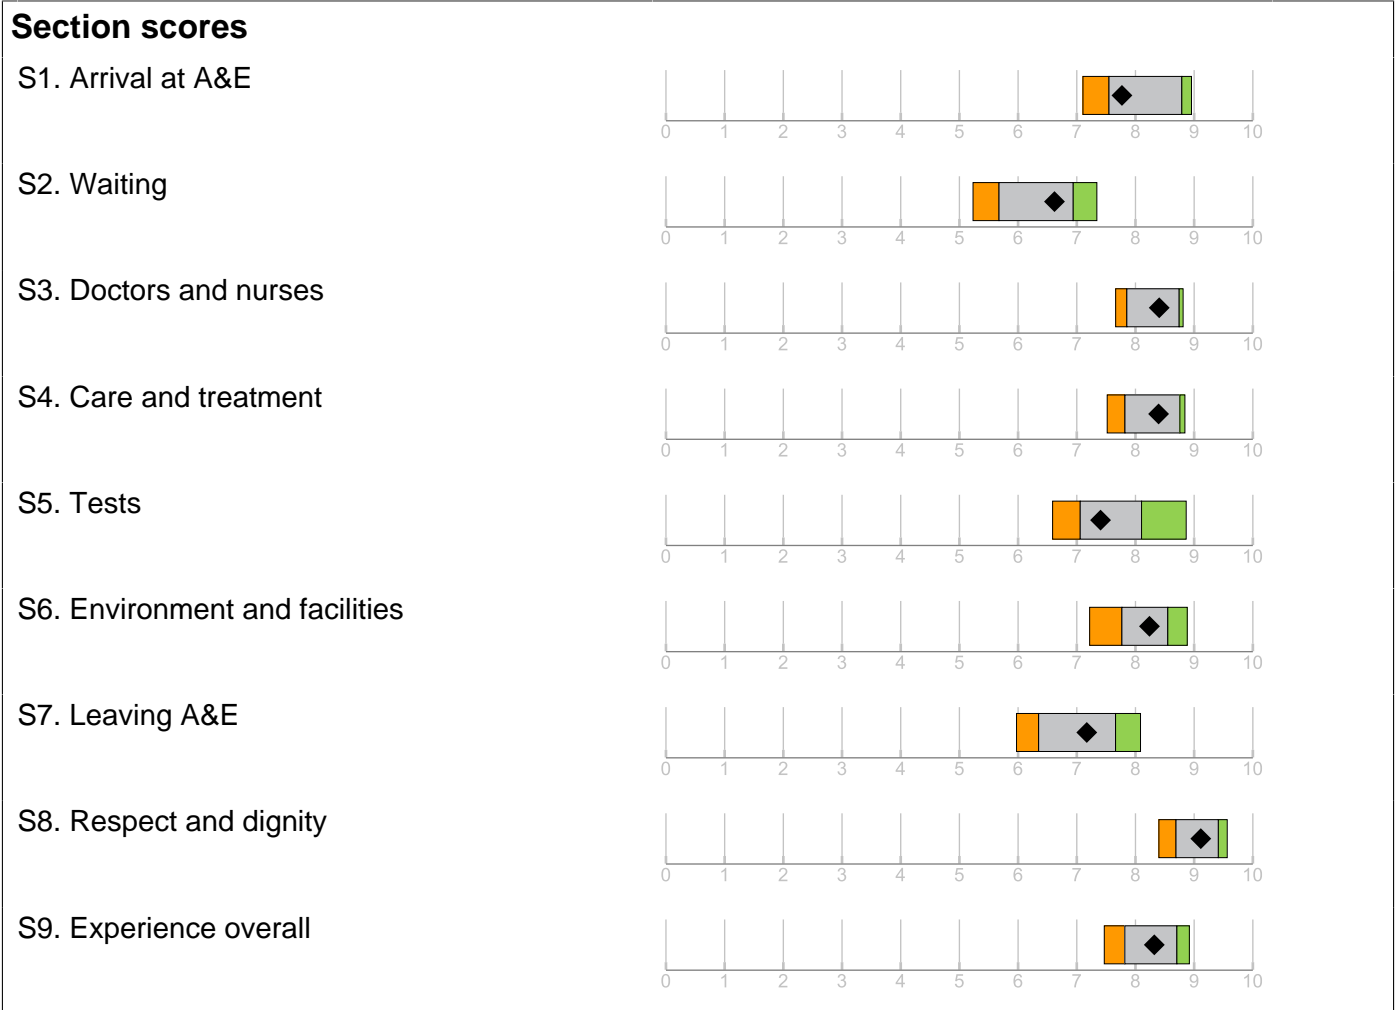 Section scores
S1. Arrival at A&E
0 1 2 3 4 5 6 7 8 9 10
S2. Waiting
0 1 2 3 4 5 6 7 8 9 10
S3. Doctors and nurses
0 1 2 3 4 5 6 7 8 9 10
S4. Care and treatment
0 1 2 3 4 5 6 7 8 9 10
S5. Tests
0 1 2 3 4 5 6 7 8 9 10
S6. Environment and facilities
0 1 2 3 4 5 6 7 8 9 10
S7. Leaving A&E
0 1 2 3 4 5 6 7 8 9 10
S8. Respect and dignity
0 1 2 3 4 5 6 7 8 9 10
S9. Experience overall
0 1 2 3 4 5 6 7 8 9 10